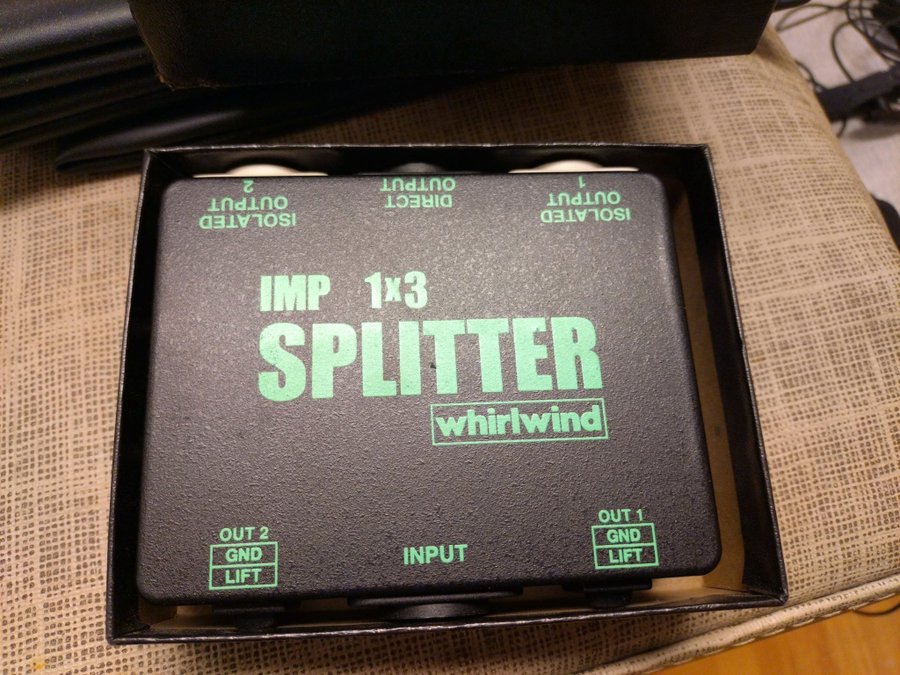 ISOLATED
OUTPUT
2
DIRECT
OUTPUT
ISOLATED
OUTPUT
1
IMP 1x3
SPLITTER
whirlwind
OUT 2
GND
LIFT
INPUT
OUT 1
GND
LIFT